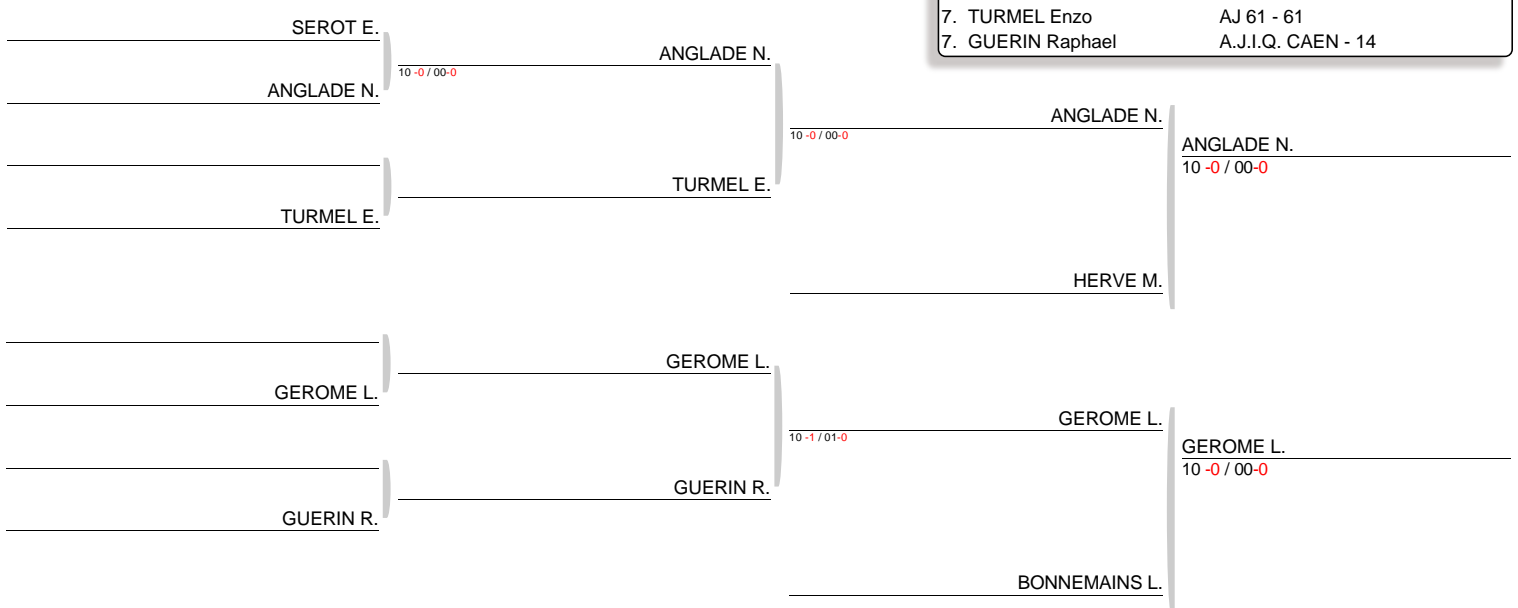 7. TURMEL Enzo AJ 61 - 61
7. GUERIN Raphael A.J.I.Q. CAEN - 14
SEROT E.
ANGLADE N.
10 -0 / 00-0
ANGLADE N.
TURMEL E.
TURMEL E.
ANGLADE N.
10 -0 / 00-0
HERVE M.
ANGLADE N.
10 -0 / 00-0
GEROME L.
GEROME L.
GUERIN R.
GUERIN R.
GEROME L.
10 -1 / 01-0
BONNEMAINS L.
GEROME L.
10 -0 / 00-0